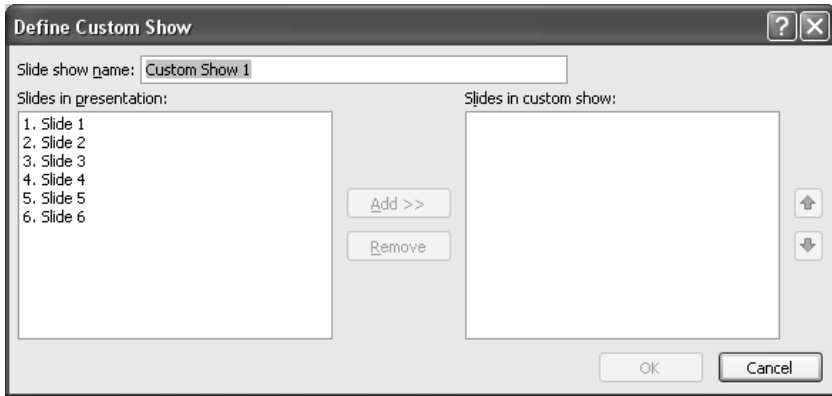 Define Custom Show
Slide show name: Custom Show 1
Slides in presentation:
1. Slide 1
2. Slide 2
3. Slide 3
4. Slide 4
5. Slide 5
6. Slide 6
Add >>
Remove
Slides in custom show:
OK
Cancel